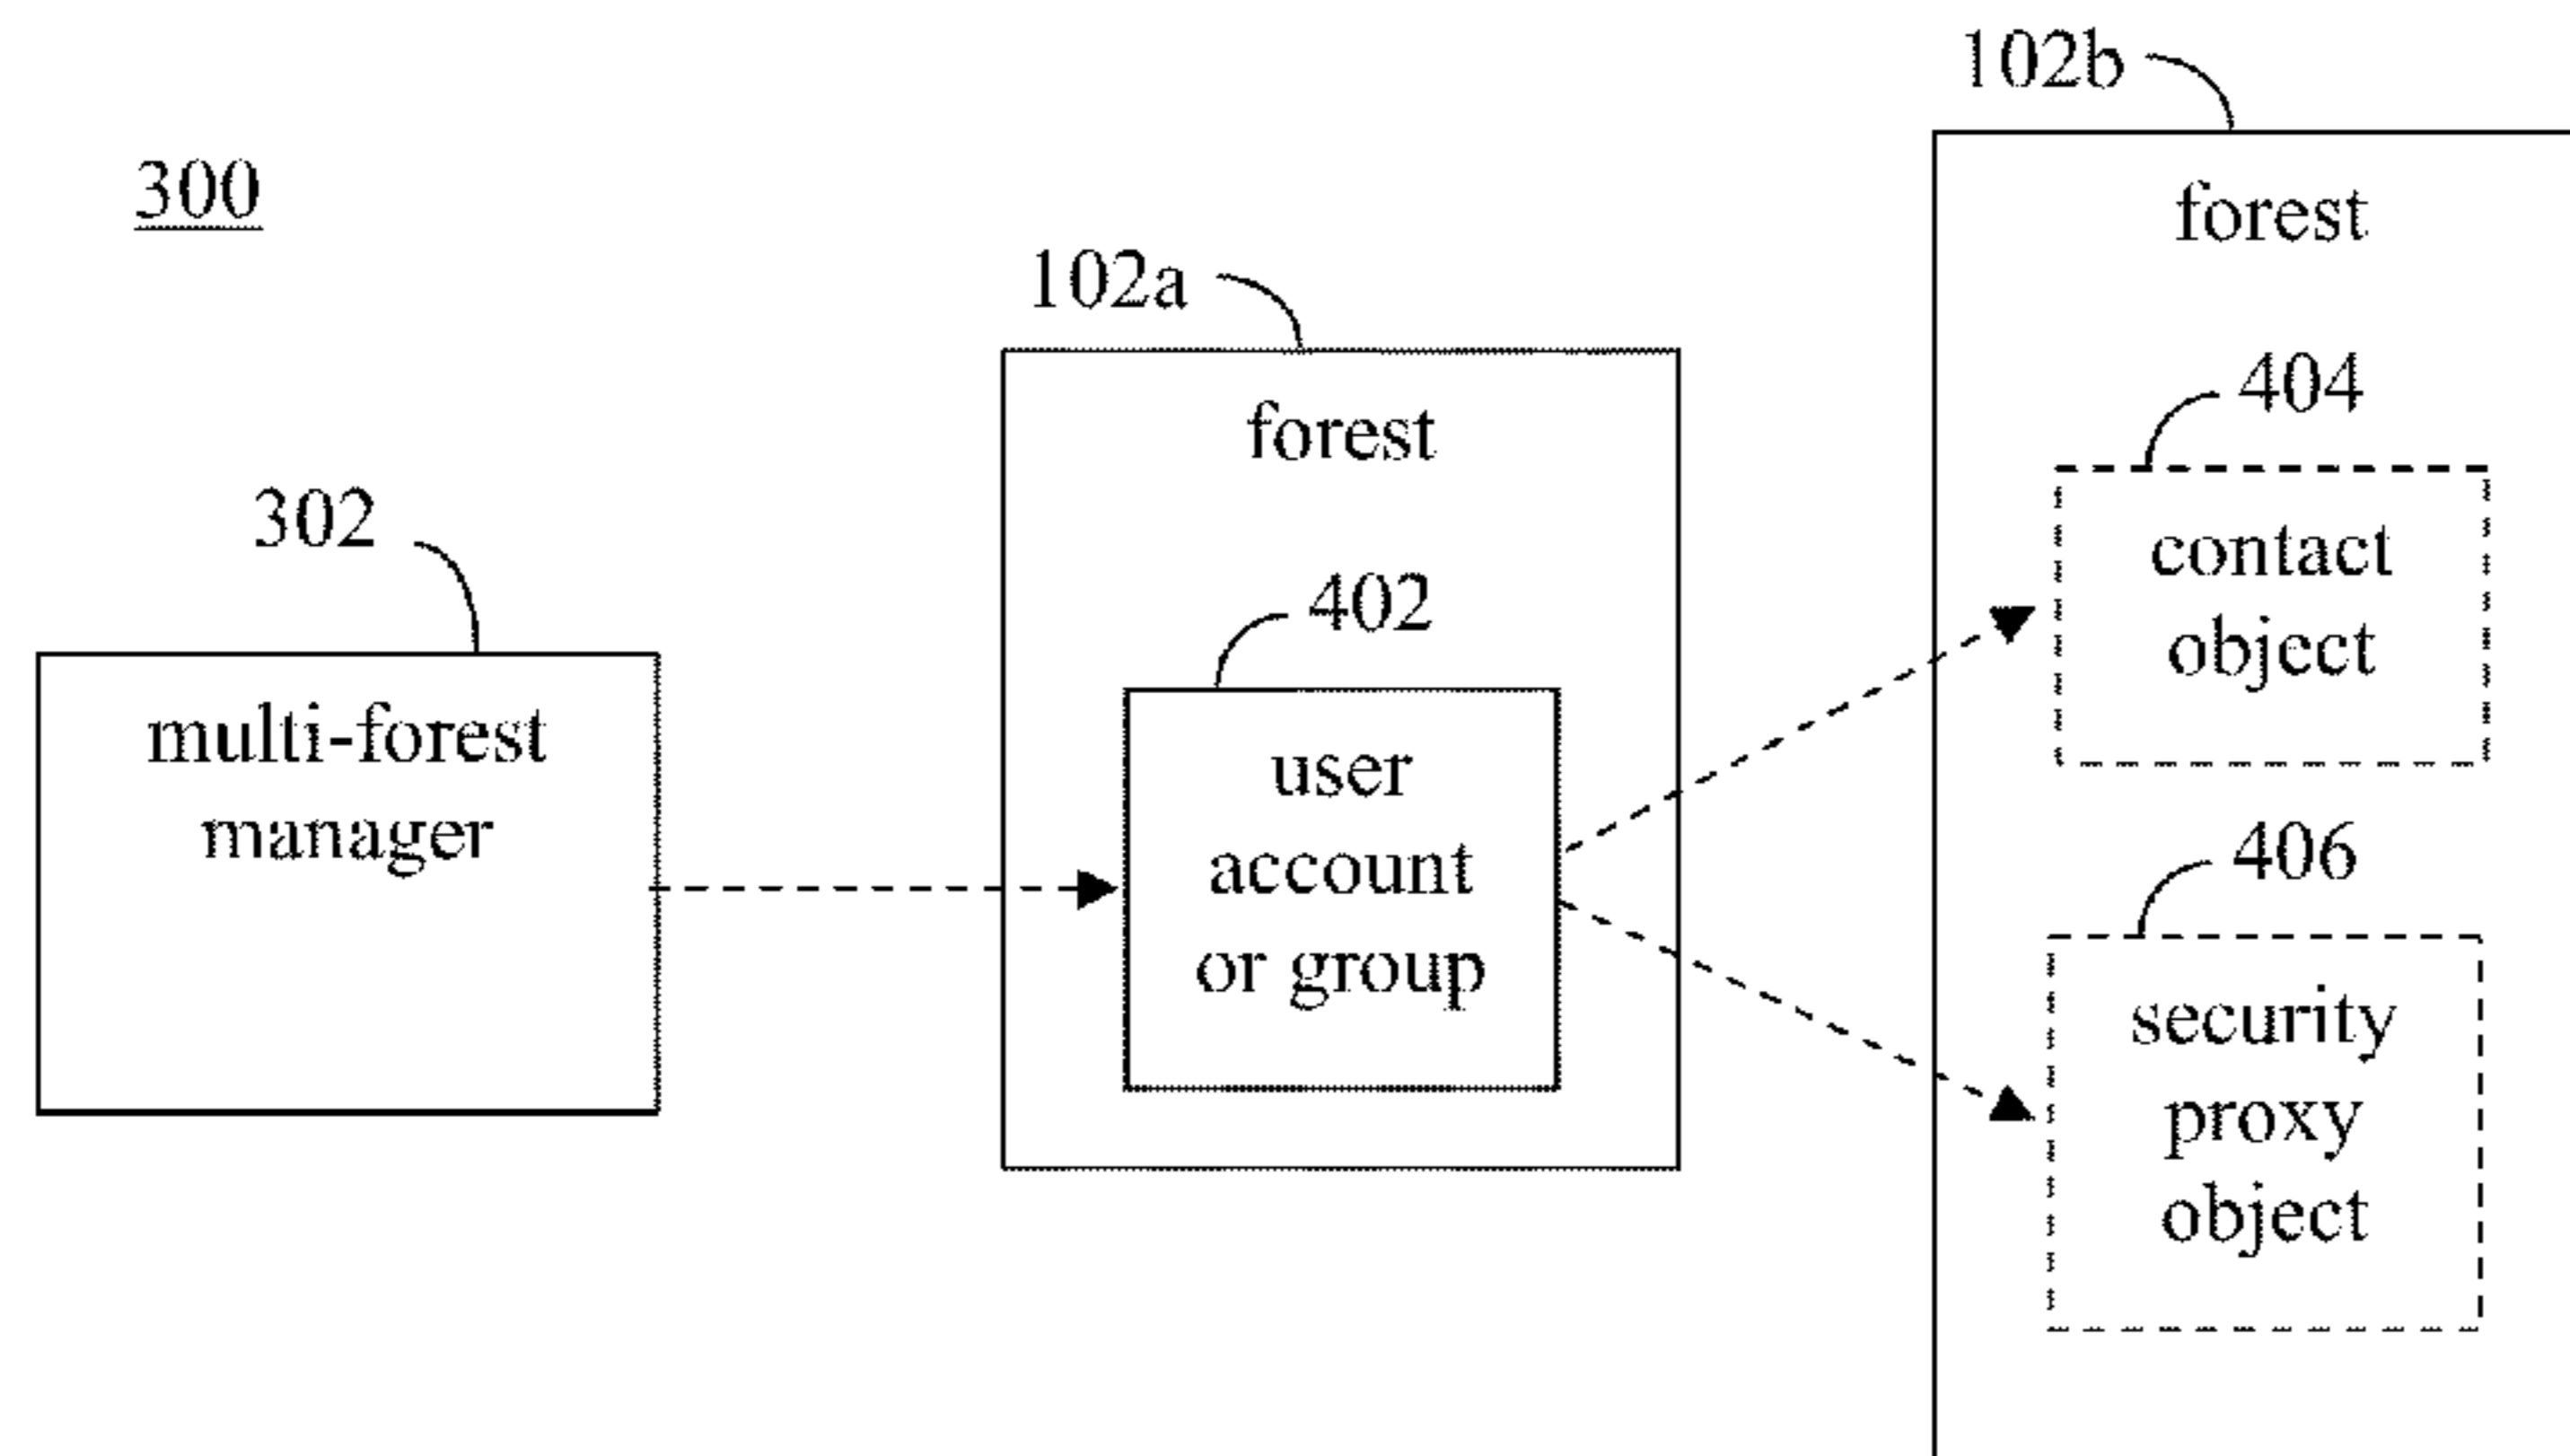 300
302
multi-forest
manager
102a
forest
402
user
account
or group
102b
forest
404
contact
object
406
security
proxy
object